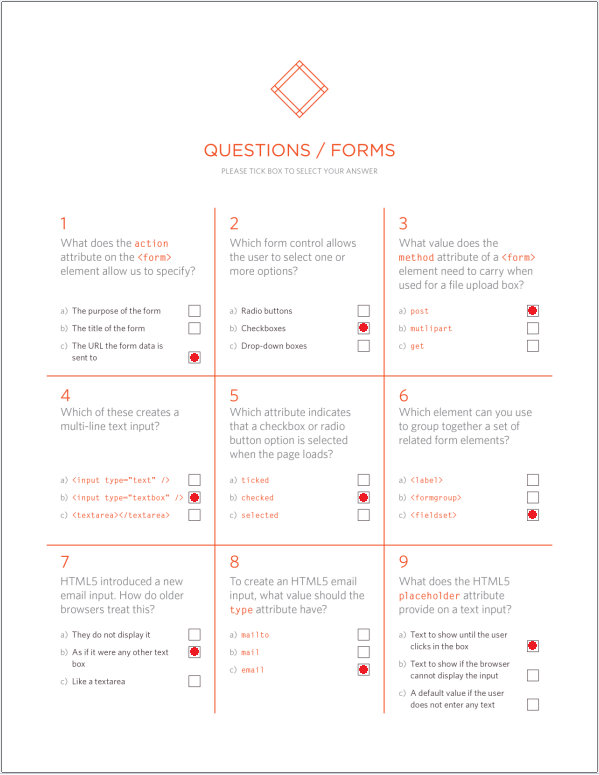 QUESTIONS / FORMS
PLEASE TICK BOX TO SELECT YOUR ANSWER
1
What does the action
attribute on the <form>
element allow us to specify?
a) The purpose of the form
b) The title of the form
c) The URL the form data is
sent to
2
Which form control allows
the user to select one or
more options?
a) Radio buttons
b) Checkboxes
c) Drop-down boxes
3
What value does the
method attribute of a <form>
element need to carry when
used for a file upload box?
a) post
b) mutlipart
c) get
4
Which of these creates a
multi-line text input?
a) <input type="text" />
b) <input type="textbox" />
c) <textarea></textarea>
5
Which attribute indicates
that a checkbox or radio
button option is selected
when the page loads?
a) ticked
b) checked
c) selected
6
Which element can you use
to group together a set of
related form elements?
a) <label>
b) <formgroup>
c) <fieldset>
7
HTML5 introduced a new
email input. How do older
browsers treat this?
a) They do not display it
b) As if it were any other text
box
c) Like a textarea
8
To create an HTML5 email
input, what value should the
type attribute have?
a) mailto
b) mail
c) email
9
What does the HTML5
placeholder attribute
provide on a text input?
a) Text to show until the user
clicks in the box
b) Text to show if the browser
cannot display the input
c) A default value if the user
does not enter any text